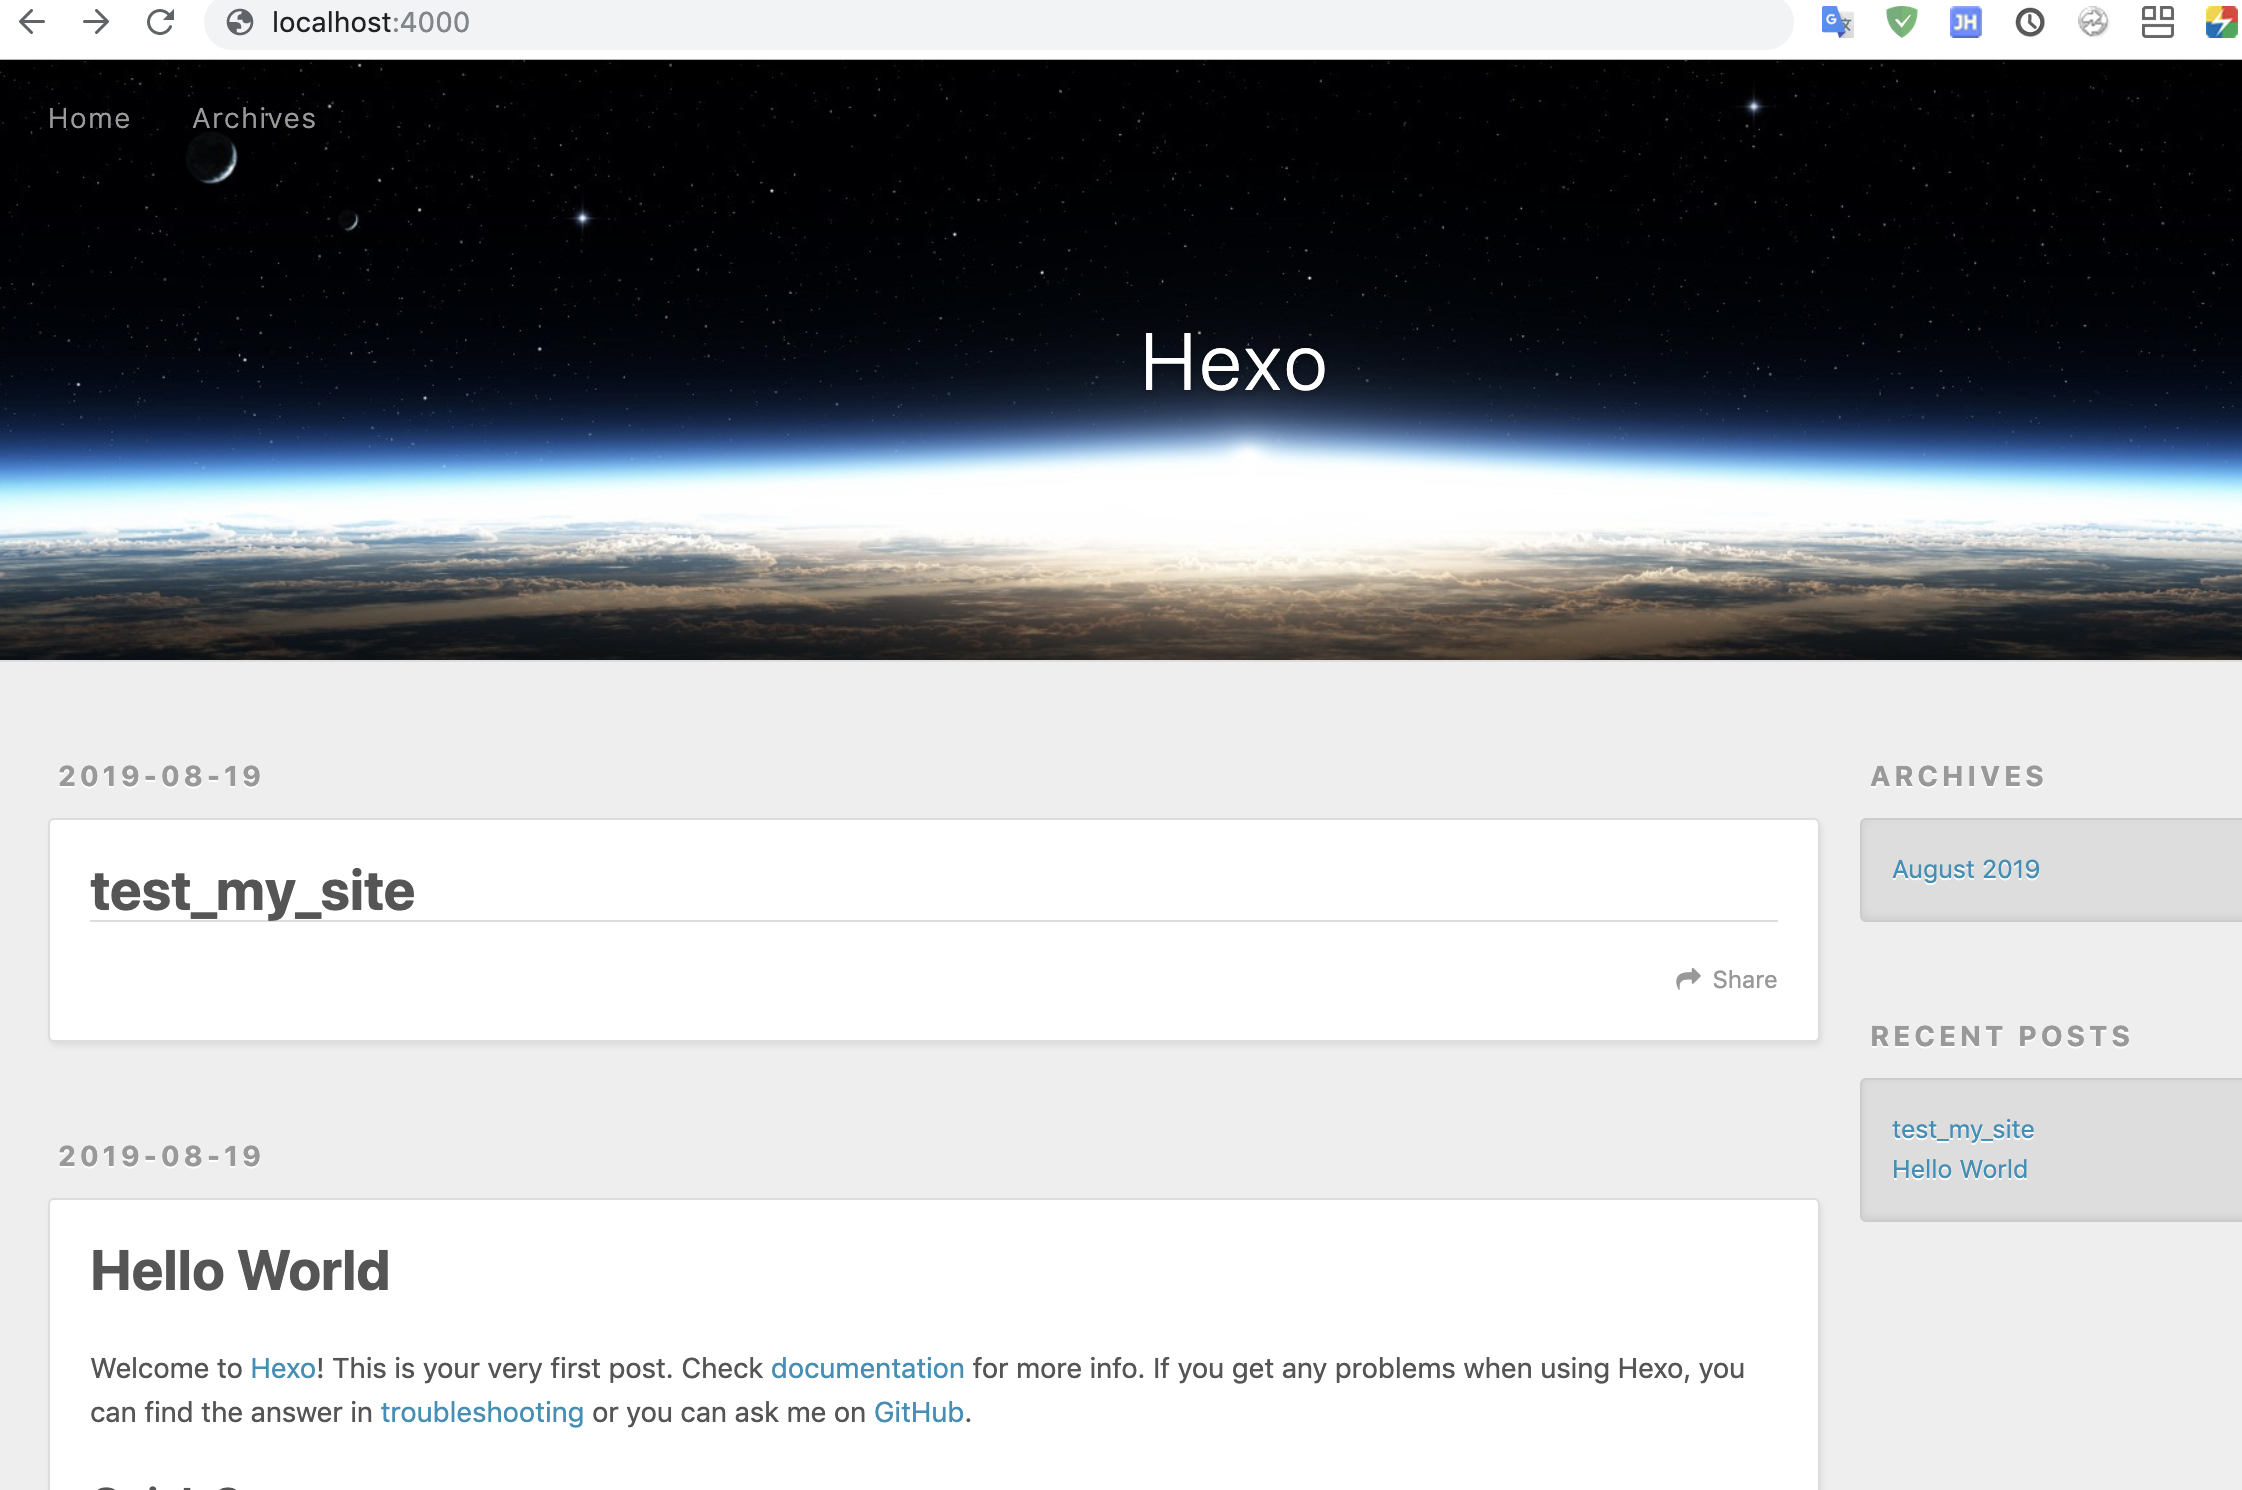 localhost:4000
Home Archives
Hexo
2019-08-19
test_my_site
Share
2019-08-19
Hello World
Welcome to Hexo! This is your very first post. Check documentation for more info. If you get any problems when using Hexo, you
can find the answer in troubleshooting or you can ask me on GitHub.
ARCHIVES
August 2019
RECENT POSTS
test_my_site
Hello World
JH